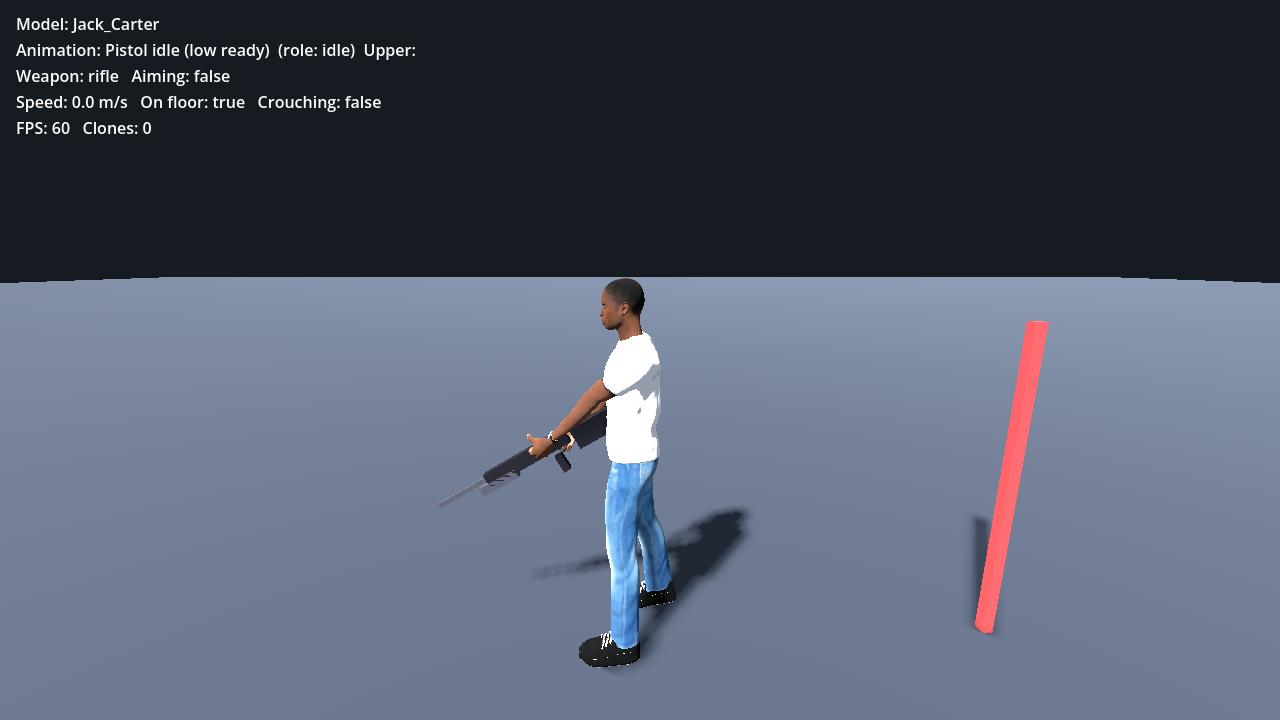 Model: Jack_Carter
Animation: Pistol idle (low ready)  (role: idle)  Upper:
Weapon: rifle   Aiming: false
Speed: 0.0 m/s   On floor: true   Crouching: false
FPS: 60   Clones: 0